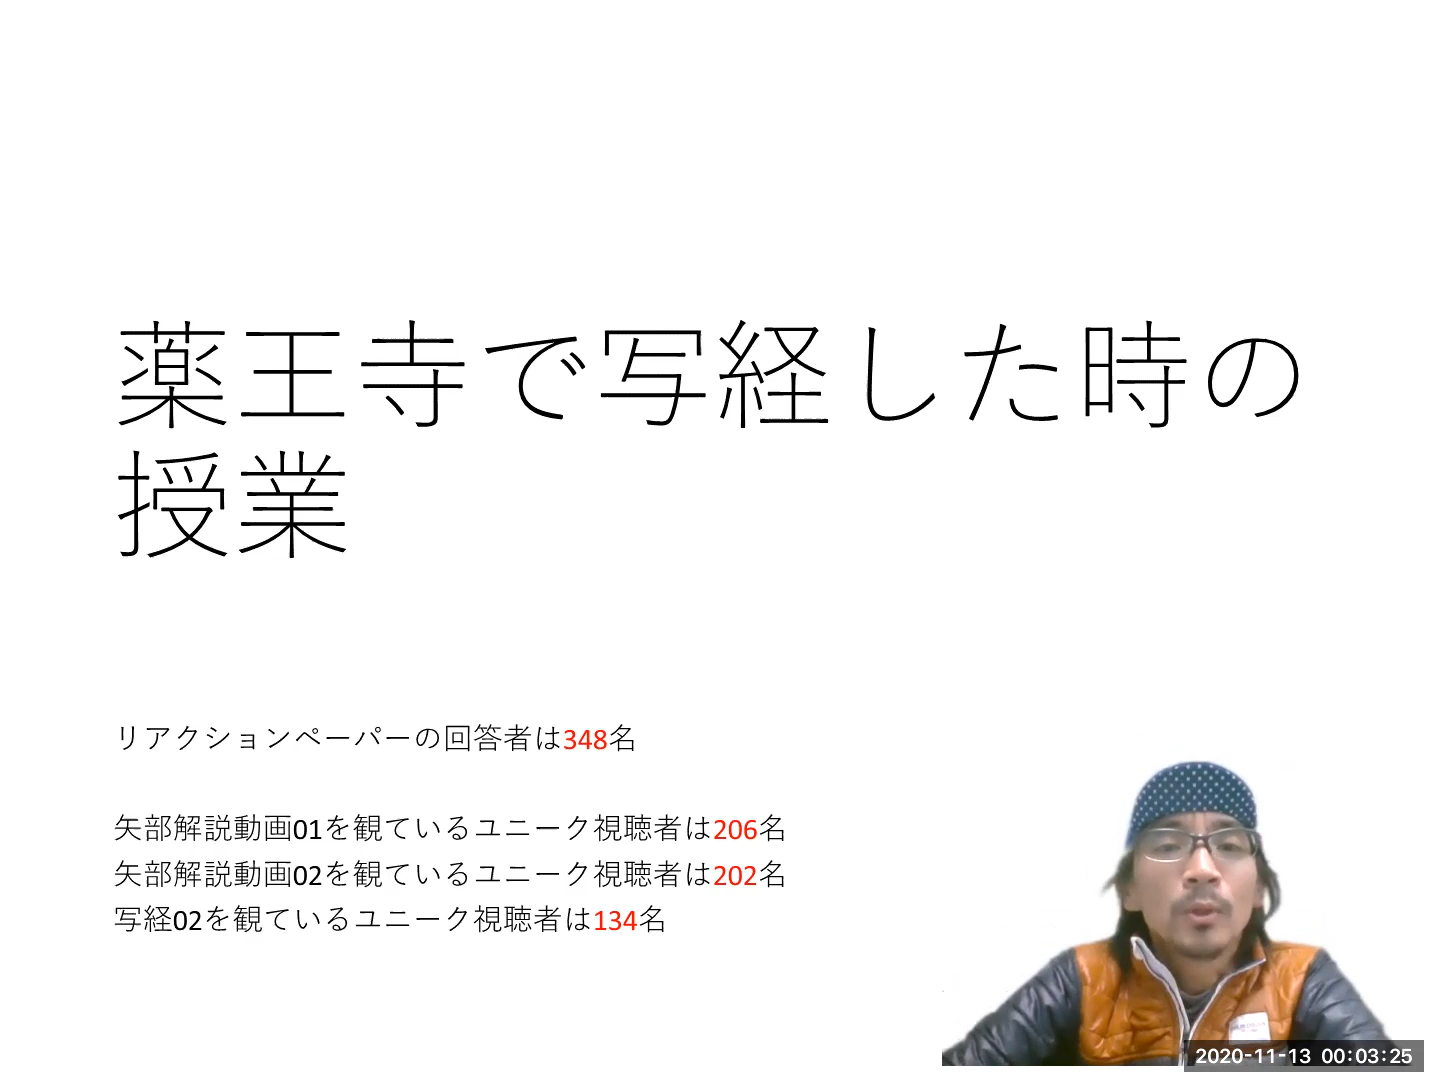 薬王寺で写経した時の
授業
リアクションペーパーの回答者は348名
矢部解説動画01を観ているユニーク視聴者は206名
矢部解説動画02を観ているユニーク視聴者は202名
写経02を観ているユニーク視聴者は134名
2020-11-13 00:03:25